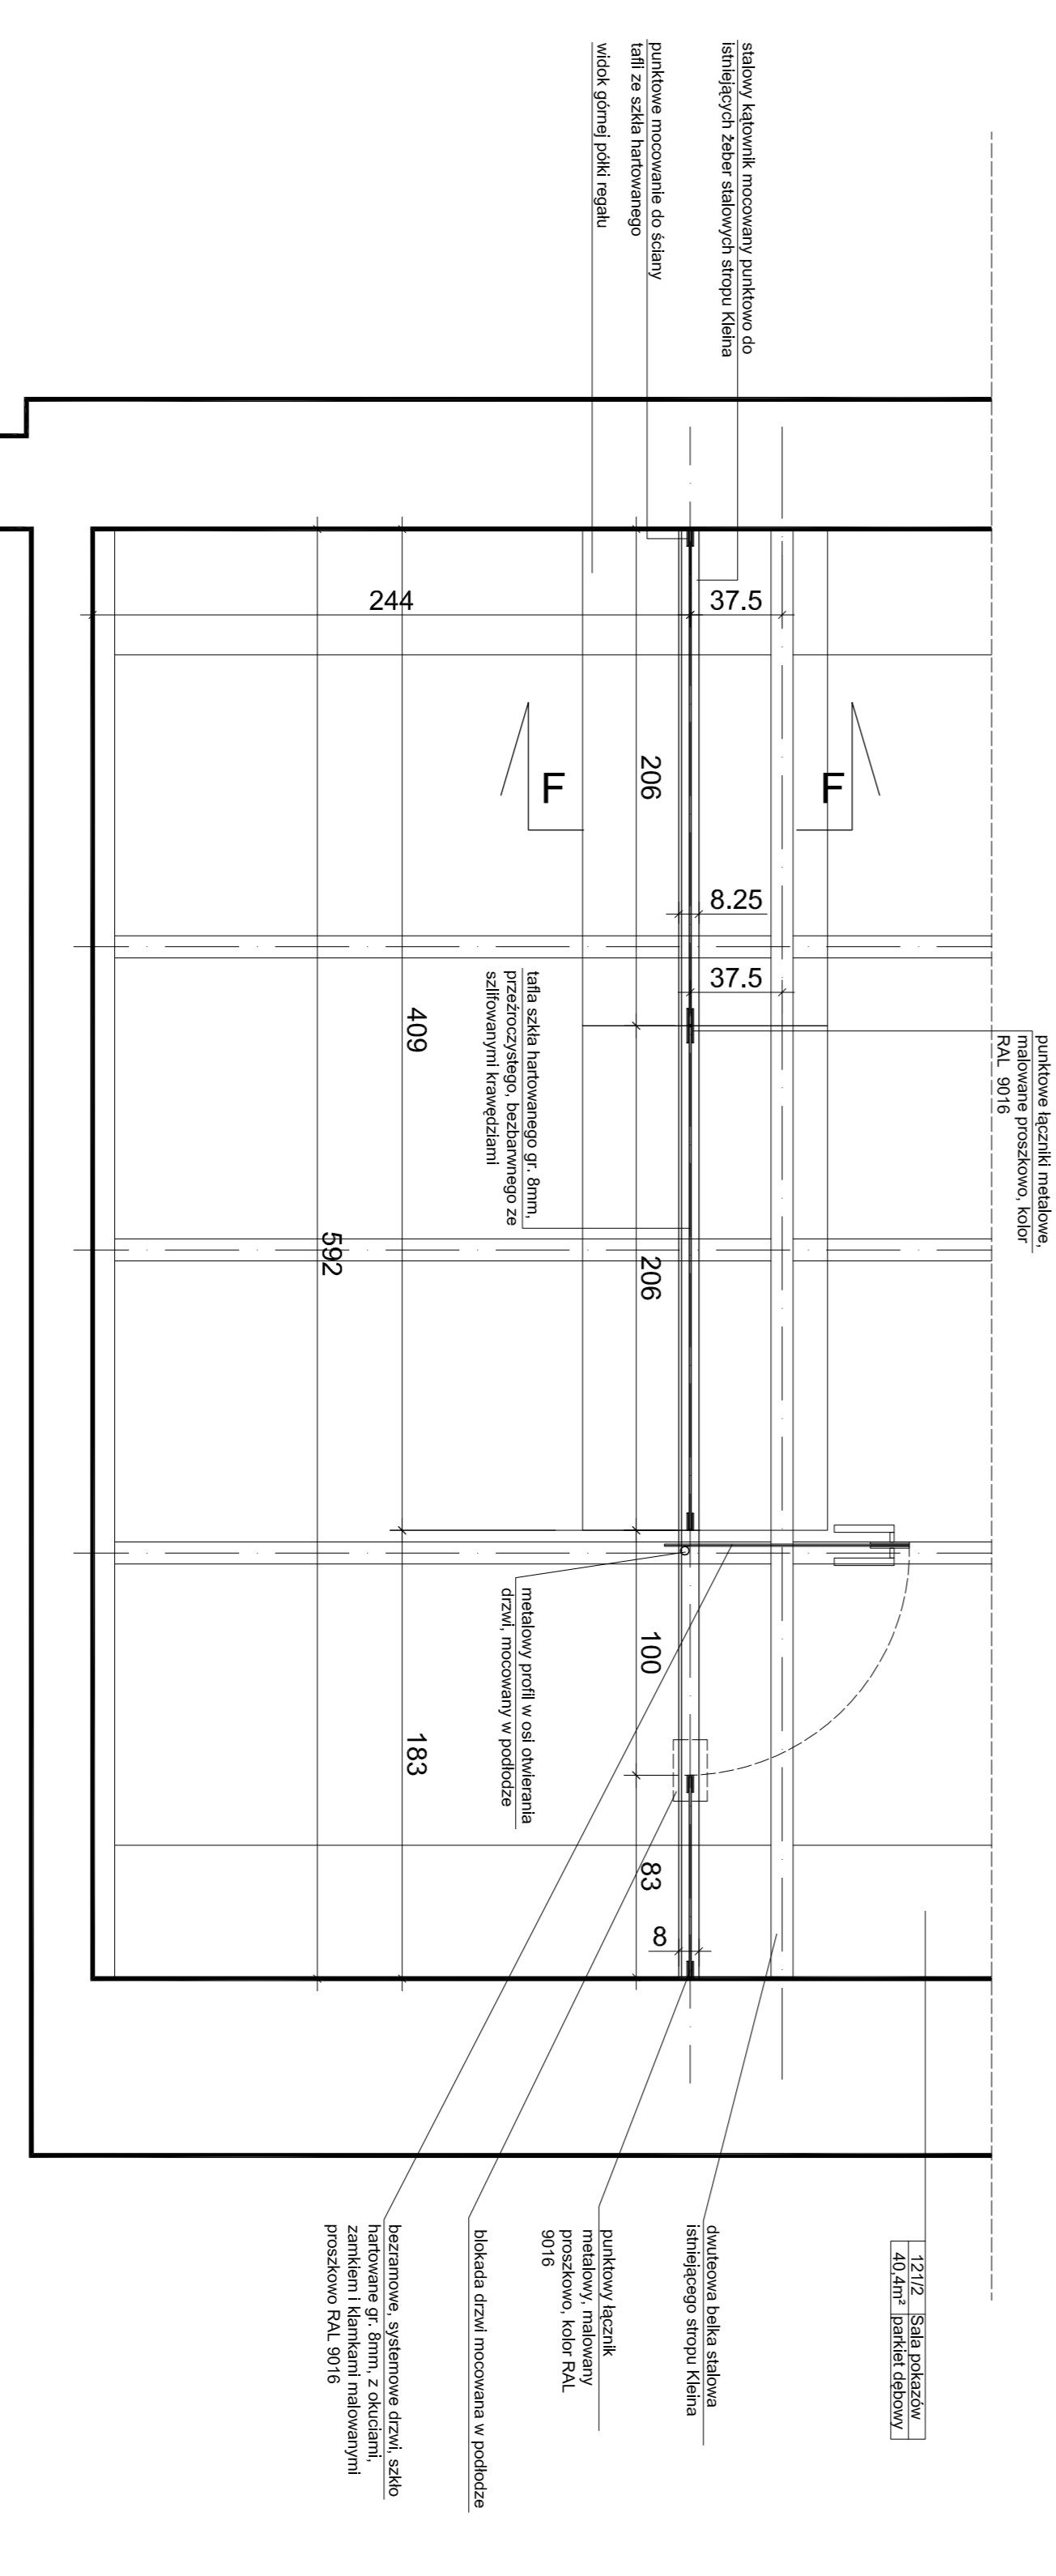 stalowy kątownik mocowany punktowo do
istniejących żeber stalowych stropu Kleina
punktowe mocowanie do ściany
tafli ze szkła hartowanego
widok górnej półki regału
244
37.5
F
F
206
8.25
37.5
punktowe łączniki metalowe,
malowane proszkowo, kolor
RAL 9016
tafla szkła hartowanego gr. 8mm,
przeźroczystego, bezbarwnego ze
szlifowanymi krawędziami
409
592
206
metalowy profil w osi otwierania
drzwi, mocowany w podłodze
100
183
83
8
121/2 Sala pokazów
40,4m² parkiet dębowy
dwuteowa belka stalowa
istniejącego stropu Kleina
punktowy łącznik
metalowy, malowany
proszkowo, kolor RAL
9016
blokada drzwi mocowana w podłodze
bezramowe, systemowe drzwi, szkło
hartowane gr. 8mm, z okuciami,
zamkiem i klamkami malowanymi
proszkowo RAL 9016